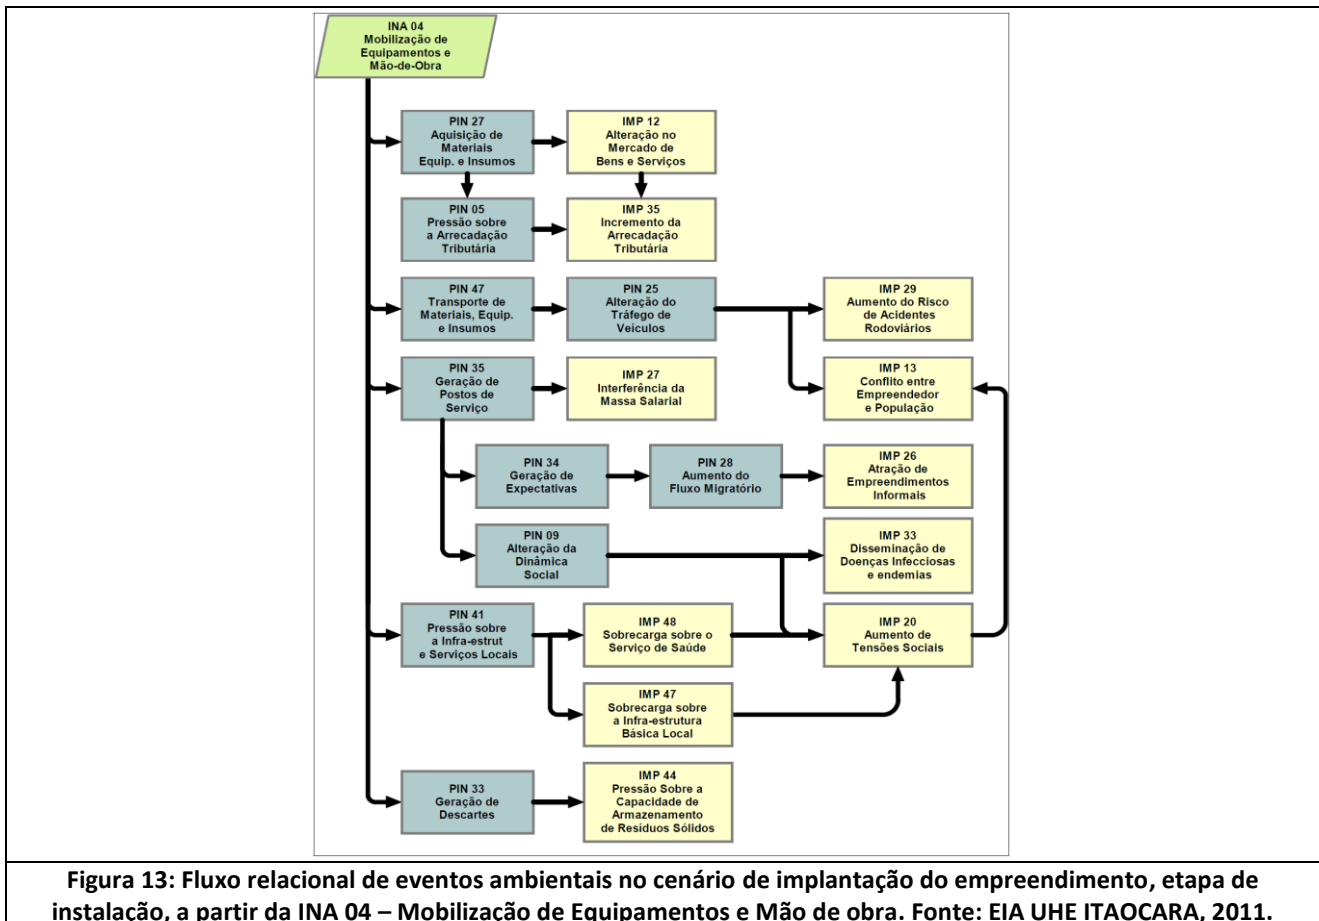 INA 04
Mobilização de
Equipamentos e
Mão-de-Obra
PIN 27
Aquisição de
Materiais
Equip. e Insumos
IMP 12
Alteração no
Mercado de
Bens e Serviços
PIN 05
Pressão sobre
a Arrecadação
Tributária
IMP 35
Incremento da
Arrecadação
Tributária
PIN 47
Transporte de
Materiais, Equip.
e Insumos
PIN 25
Alteração do
Tráfego de
Veículos
IMP 29
Aumento do Risco
de Acidentes
Rodoviários
PIN 35
Geração de
Postos de
Serviço
IMP 27
Interferência da
Massa Salarial
IMP 13
Conflito entre
Empreendedor
e População
PIN 34
Geração de
Expectativas
PIN 28
Aumento do
Fluxo Migratório
IMP 26
Atração de
Empreendimentos
Informais
PIN 09
Alteração da
Dinâmica
Social
IMP 33
Disseminação de
Doenças Infecciosas
e endemias
PIN 41
Pressão sobre
a Infra-estrut
e Serviços Locais
IMP 48
Sobrecarga sobre o
Serviço de Saúde
IMP 20
Aumento de
Tensões Sociais
IMP 47
Sobrecarga sobre
a Infra-estrutura
Básica Local
PIN 33
Geração de
Descartes
IMP 44
Pressão Sobre a
Capacidade de
Armazenamento
de Resíduos Sólidos
Figura 13: Fluxo relacional de eventos ambientais no cenário de implantação do empreendimento, etapa de
instalação, a partir da INA 04 – Mobilização de Equipamentos e Mão de obra. Fonte: EIA UHE ITAOCARA, 2011.